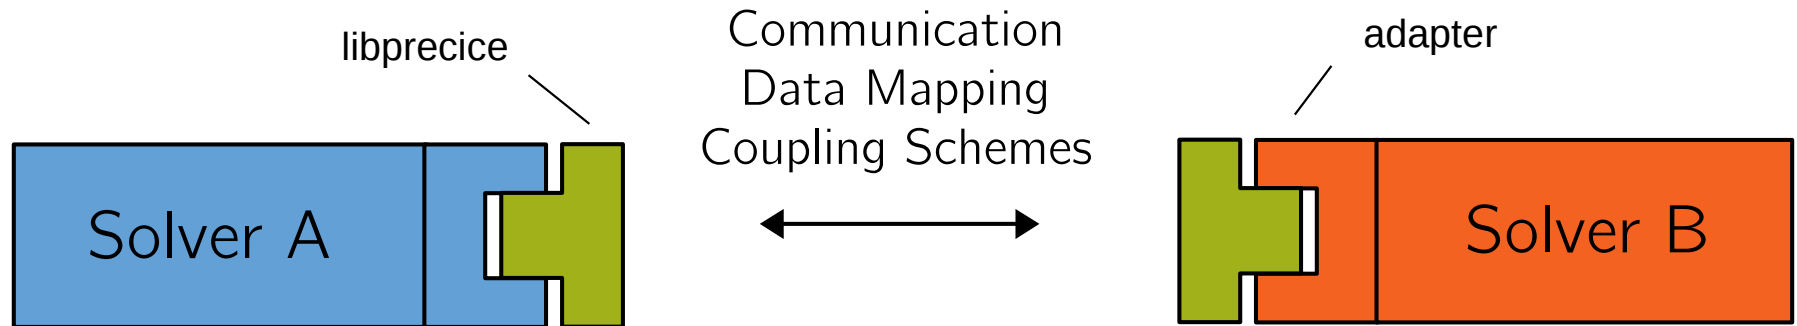 libprecice
Communication
Data Mapping
Coupling Schemes
adapter
Solver A
Solver B